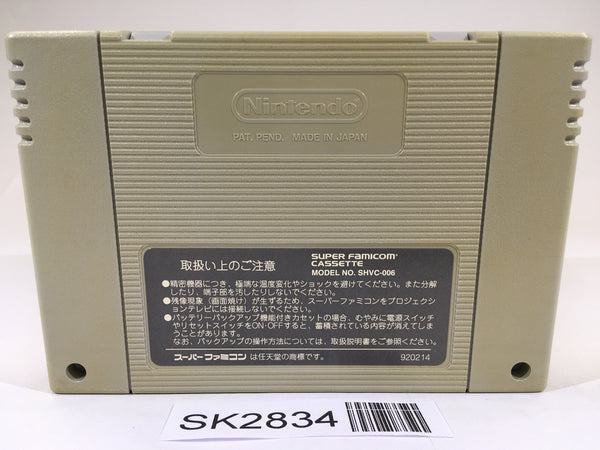 Nintendo
PAT. PEND. MADE IN JAPAN
取扱い上のご注意
SUPER FAMICOM
CASSETTE
MODEL NO. SHVC-006
●精密機器につき、極端な温度変化やショックを避けてください。また分解
したり、端子部を汚したりしないでください。
●残像現象（画面焼け）が生ずるため、スーパーファミコンをプロジェクシ
ョンテレビには接続しないでください。
●バッテリーバックアップ機能付きカセットの場合、むやみに電源スイッチ
やリセットスイッチをON·OFFすると、蓄積されている内容が消えてしま
うことがあります。
なお、バックアップの操作方法については、取扱説明書をご参照ください。
スーパーファミコン は任天堂の商標です。
920214
SK2834